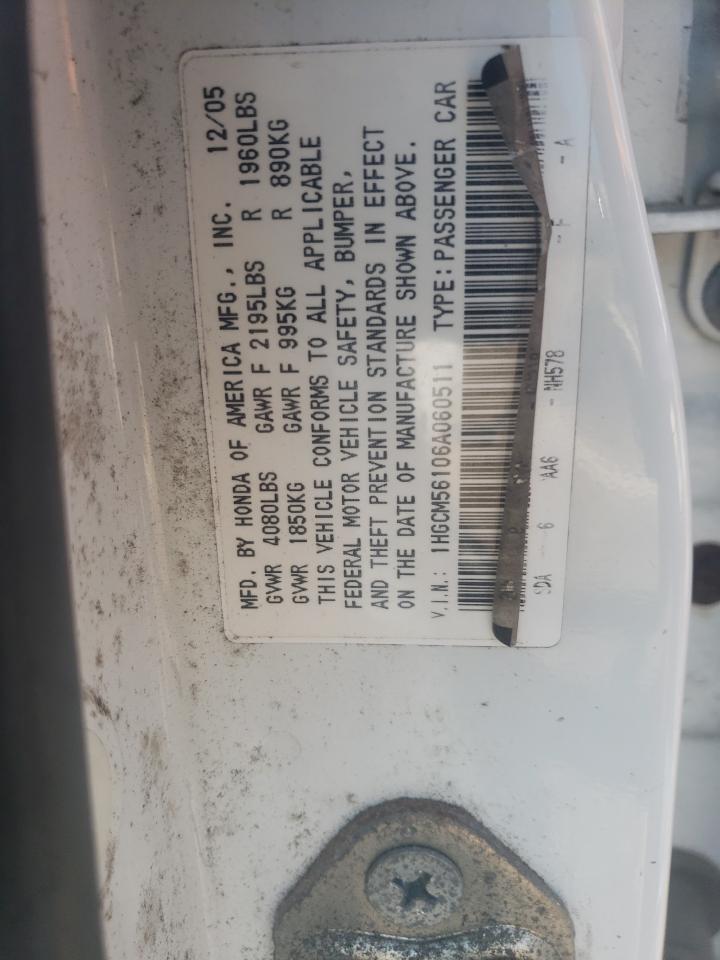 MFD. BY HONDA OF AMERICA MFG., INC. 12/05
GVWR 4080LBS GAWR F 2195LBS R 1960LBS
GVWR 1850KG GAWR F 995KG R 890KG
THIS VEHICLE CONFORMS TO ALL APPLICABLE
FEDERAL MOTOR VEHICLE SAFETY, BUMPER,
AND THEFT PREVENTION STANDARDS IN EFFECT
ON THE DATE OF MANUFACTURE SHOWN ABOVE.
V.I.N.: 1HGCM56106A060511 TYPE: PASSENGER CAR
6 AA6 - NH578 - A